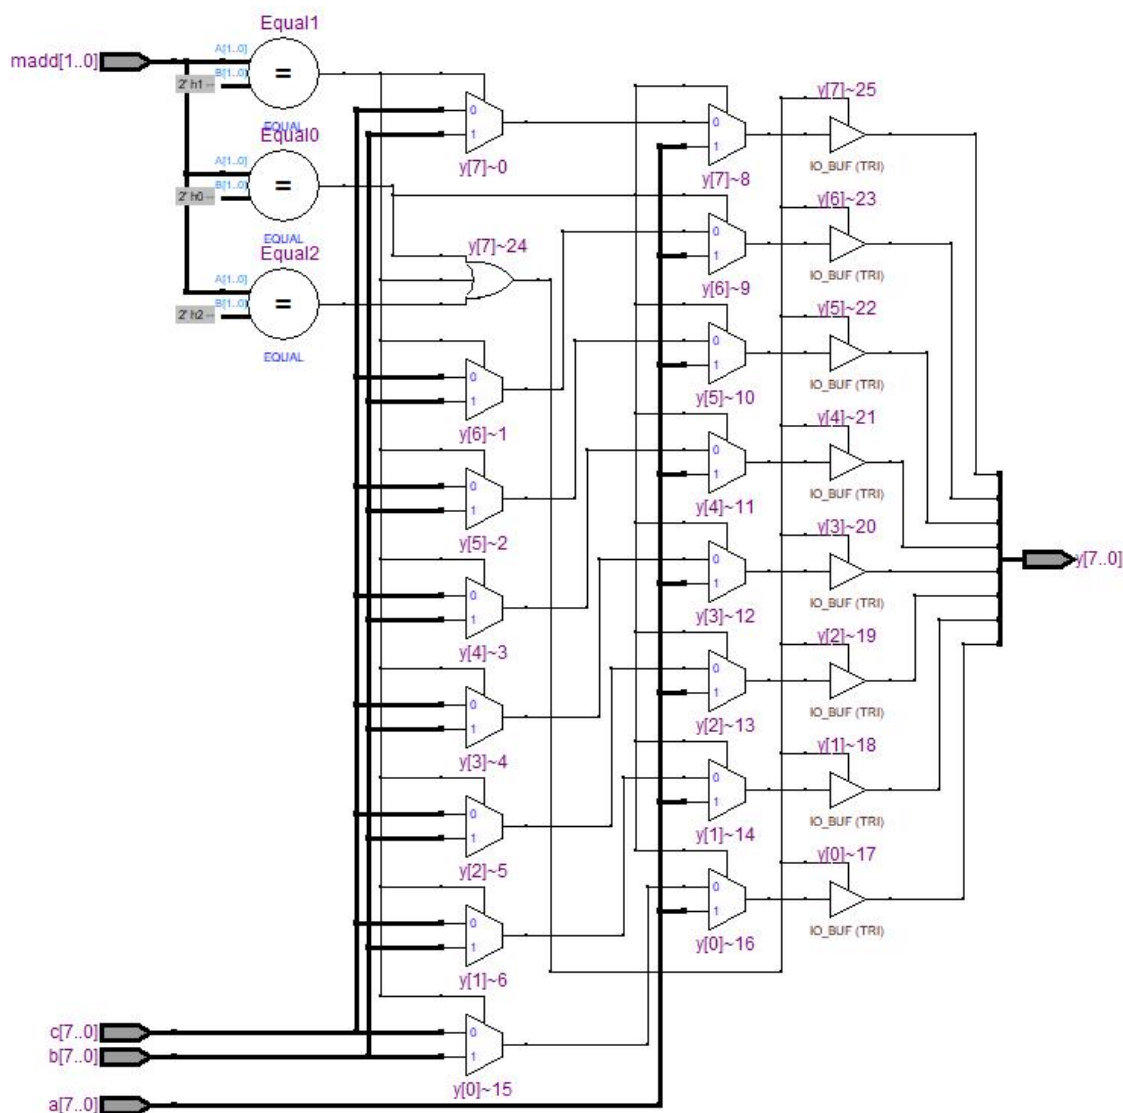 Equal1
madd[1..0]
A[1..0]
B[1..0]
2' h1
=
EQUAL
0
1
y[7]~0
Equal0
A[1..0]
B[1..0]
2' h0
=
EQUAL
Equal2
A[1..0]
B[1..0]
2' h2
=
EQUAL
y[7]~24
0
1
y[6]~1
0
1
y[5]~2
0
1
y[4]~3
0
1
y[3]~4
0
1
y[2]~5
0
1
y[1]~6
0
1
y[0]~15
0
1
y[7]~8
0
1
y[6]~9
0
1
y[5]~10
0
1
y[4]~11
0
1
y[3]~12
0
1
y[2]~13
0
1
y[1]~14
0
1
y[0]~16
y[7]~25
IO_BUF (TRI)
y[6]~23
IO_BUF (TRI)
y[5]~22
IO_BUF (TRI)
y[4]~21
IO_BUF (TRI)
y[3]~20
IO_BUF (TRI)
y[2]~19
IO_BUF (TRI)
y[1]~18
IO_BUF (TRI)
y[0]~17
IO_BUF (TRI)
y[7..0]
c[7..0]
b[7..0]
a[7..0]